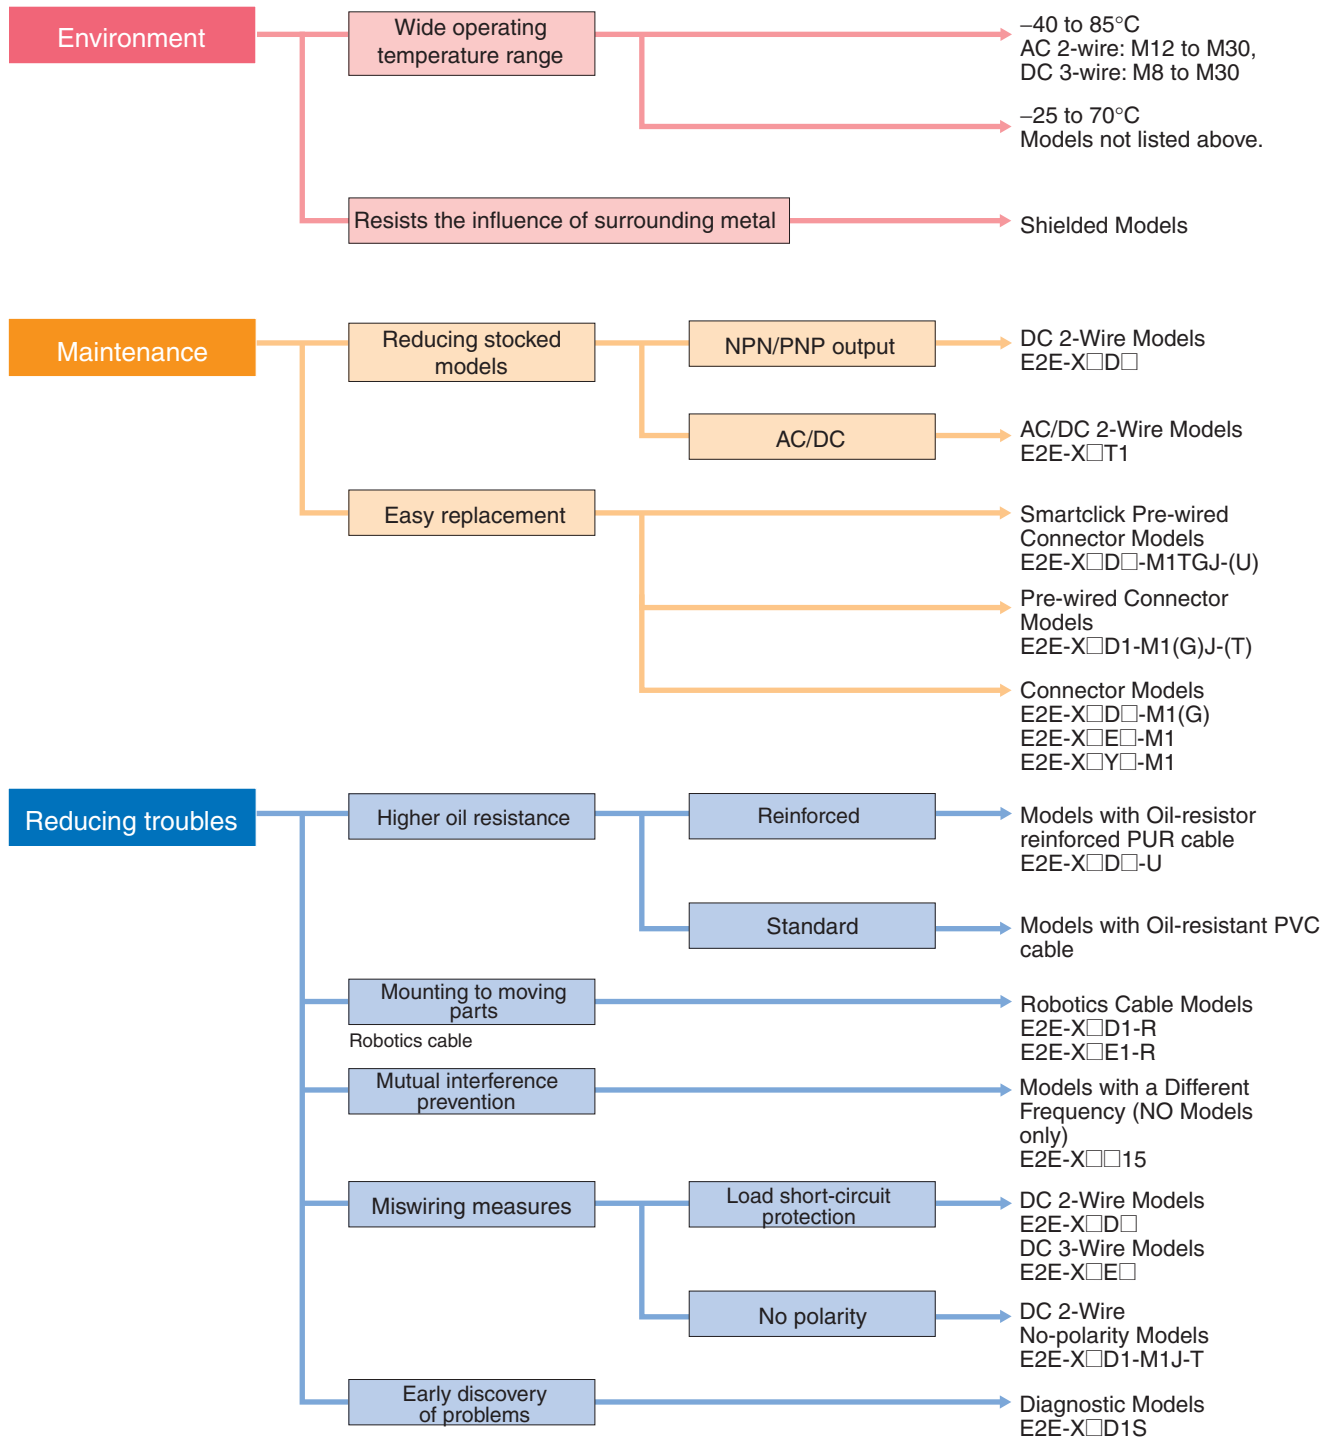 Environment
Wide operating
temperature range
–40 to 85°C
AC 2-wire: M12 to M30,
DC 3-wire: M8 to M30
–25 to 70°C
Models not listed above.
Resists the influence of surrounding metal
Shielded Models
Maintenance
Reducing stocked
models
NPN/PNP output
DC 2-Wire Models
E2E-X□D□
AC/DC
AC/DC 2-Wire Models
E2E-X□T1
Easy replacement
Smartclick Pre-wired
Connector Models
E2E-X□D□-M1TGJ-(U)
Pre-wired Connector
Models
E2E-X□D1-M1(G)J-(T)
Connector Models
E2E-X□D□-M1(G)
E2E-X□E□-M1
E2E-X□Y□-M1
Reducing troubles
Higher oil resistance
Reinforced
Models with Oil-resistor
reinforced PUR cable
E2E-X□D□-U
Standard
Models with Oil-resistant PVC
cable
Mounting to moving
parts
Robotics cable
Robotics Cable Models
E2E-X□D1-R
E2E-X□E1-R
Mutual interference
prevention
Models with a Different
Frequency (NO Models
only)
E2E-X□□15
Miswiring measures
Load short-circuit
protection
DC 2-Wire Models
E2E-X□D□
DC 3-Wire Models
E2E-X□E□
No polarity
DC 2-Wire
No-polarity Models
E2E-X□D1-M1J-T
Early discovery
of problems
Diagnostic Models
E2E-X□D1S